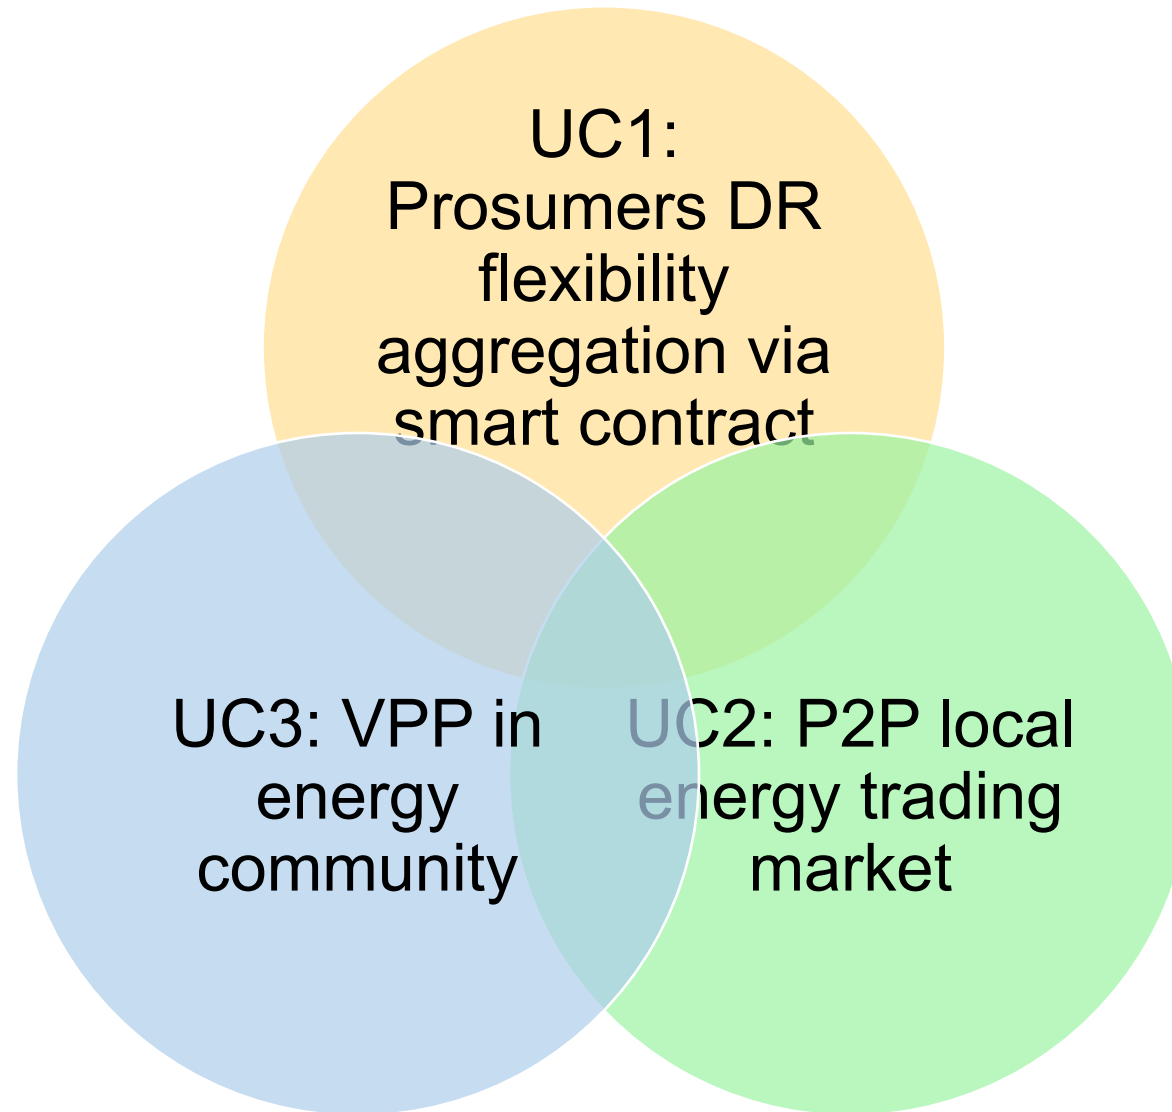 UC1:
Prosumers DR
flexibility
aggregation via
smart contract
UC3: VPP in
energy
community
UC2: P2P local
energy trading
market